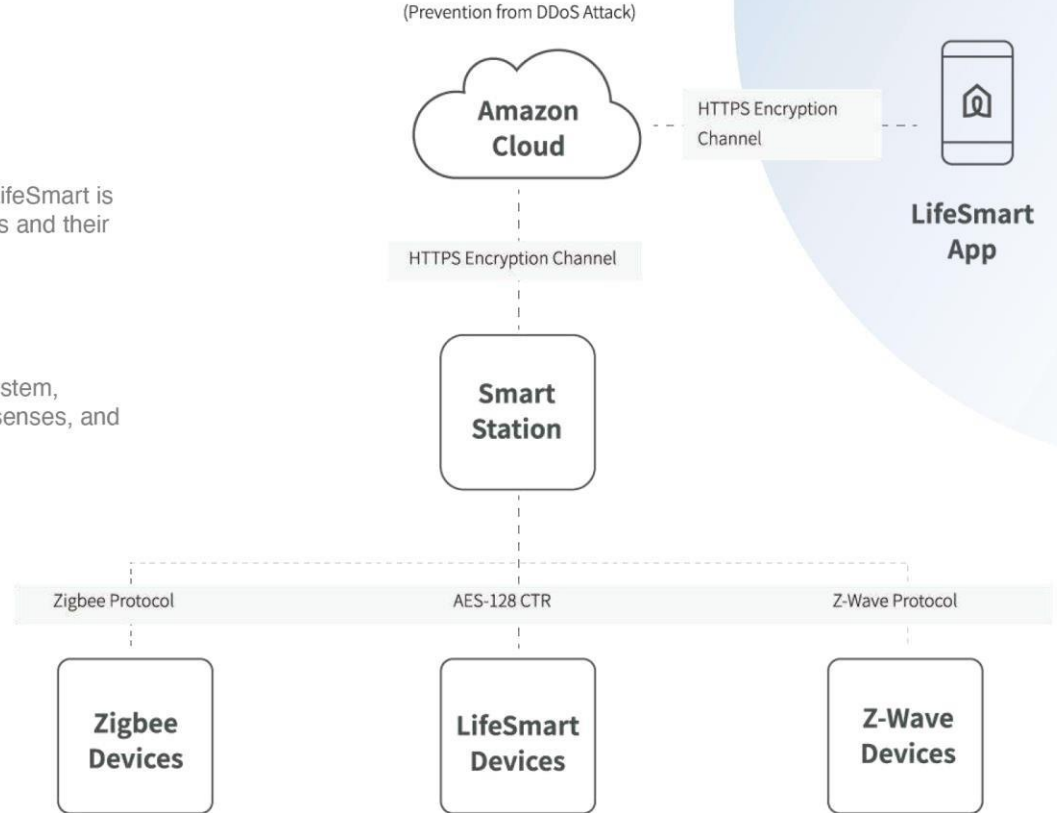 (Prevention from DDoS Attack)
Amazon
Cloud
HTTPS Encryption
Channel
LifeSmart
App
ifeSmart is
s and their
HTTPS Encryption Channel
Smart
Station
stem,
senses, and
Zigbee Protocol
AES-128 CTR
Z-Wave Protocol
Zigbee
Devices
LifeSmart
Devices
Z-Wave
Devices